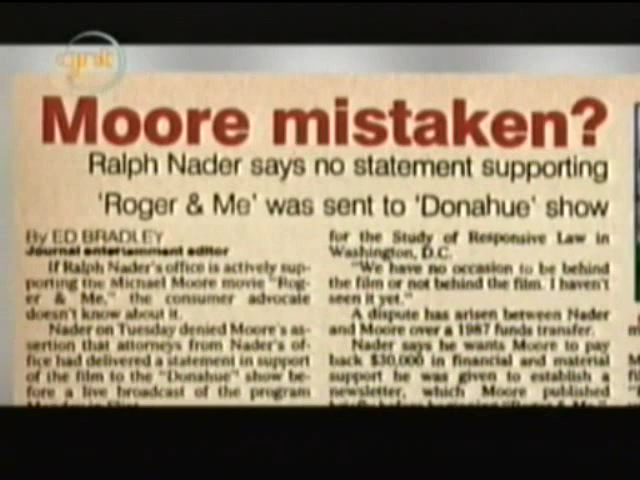 Moore mistaken?
Ralph Nader says no statement supporting
'Roger & Me' was sent to 'Donahue' show
By ED BRADLEY
Journal entertainment editor
If Ralph Nader's office is actively sup-
porting the Michael Moore movie "Rog-
er & Me," the consumer advocate
doesn't know about it.
Nader on Tuesday denied Moore's as-
sertion that attorneys from Nader's of-
fice had delivered a statement in support
of the film to the "Donahue" show be-
fore a live broadcast of the program
for the Study of Responsive Law in
Washington, D.C.
"We have no occasion to be behind
the film or not behind the film. I haven't
seen it yet."
A dispute has arisen between Nader
and Moore over a 1987 funds transfer.
Nader says he wants Moore to pay
back $30,000 in financial and material
support he was given to establish a
newsletter, which Moore published